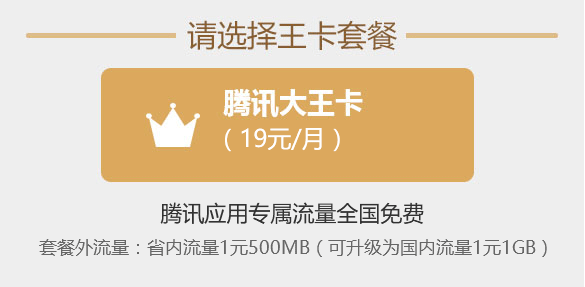 请选择王卡套餐
腾讯大王卡
（19元/月）
腾讯应用专属流量全国免费
套餐外流量：省内流量1元500MB（可升级为国内流量1元1GB）